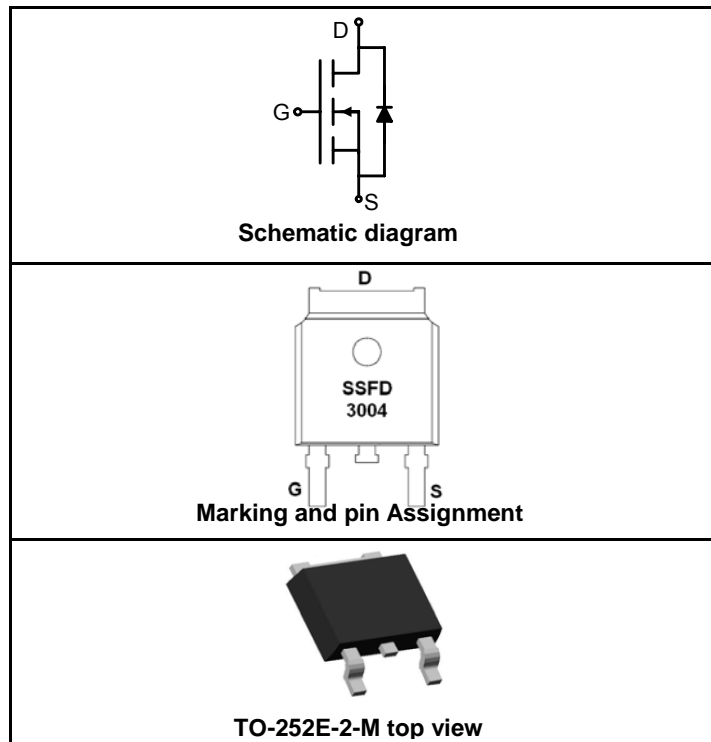 D
G
S
Schematic diagram
D
SSFD
3004
G S
Marking and pin Assignment
TO-252E-2-M top view